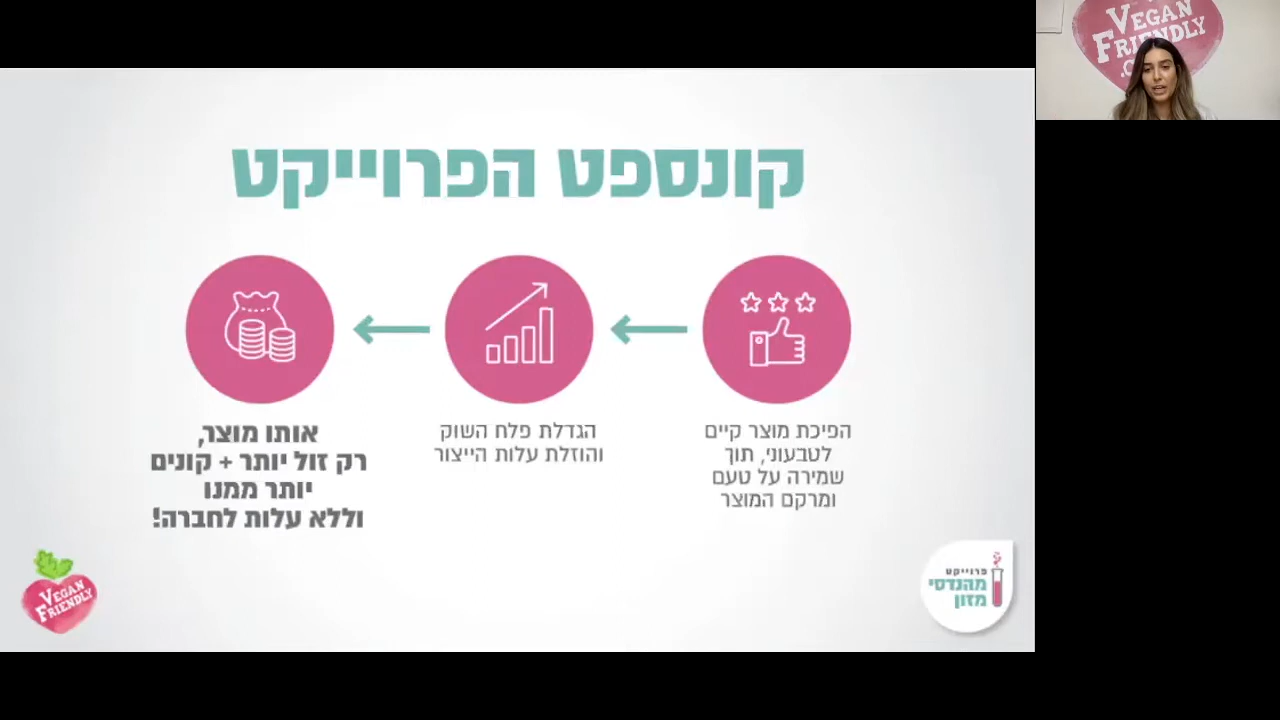 קונספט הפרוייקט
הפיכת מוצר קיים
לטבעוני, תוך
שמירה על טעם
ומרקם המוצר
הגדלת פלח השוק
והוזלת עלות הייצור
אותו מוצר,
רק זול יותר + קונים
יותר ממנו
וללא עלות לחברה!
פרוייקט
מהנדסי
מזון
VEGAN
FRIENDLY
VEGAN
FRIENDLY